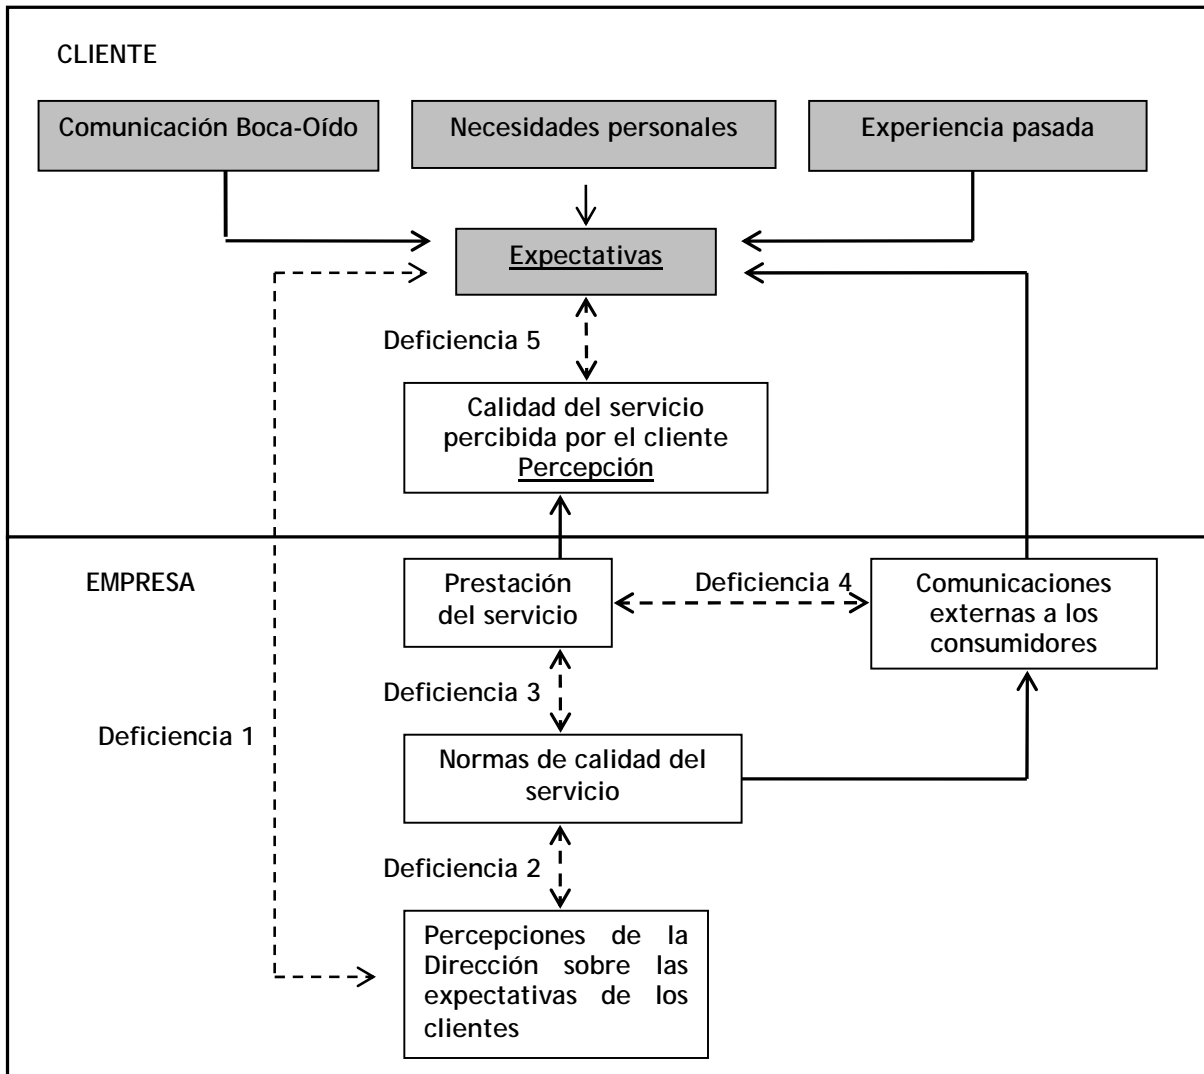 CLIENTE
Comunicación Boca-Oído
Necesidades personales
Experiencia pasada
Expectativas
Deficiencia 5
Calidad del servicio
percibida por el cliente
Percepción
EMPRESA
Prestación
del servicio
Deficiencia 4
Comunicaciones
externas a los
consumidores
Deficiencia 3
Deficiencia 1
Normas de calidad del
servicio
Deficiencia 2
Percepciones de la
Dirección sobre las
expectativas de los
clientes